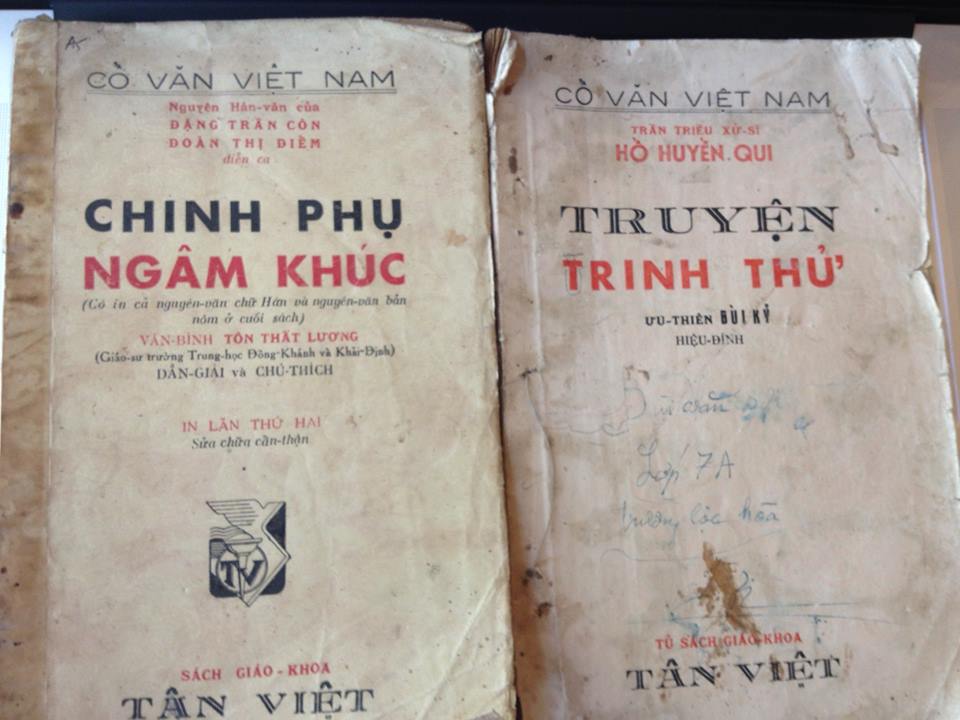 CỔ VĂN VIỆT NAM
Nguyên Hán-văn của
ĐẶNG TRẦN CÔN
ĐOÀN THỊ ĐIỂM
diễn ca
CHINH PHỤ
NGÂM KHÚC
(Có in cả nguyên-văn chữ Hán và nguyên-văn bản
nôm ở cuối sách)
VÂN-BÌNH TÔN THẤT LƯƠNG
(Giáo-sư trường Trung-học Đồng-Khánh và Khải-Định)
DẪN-GIẢI và CHÚ-THÍCH
IN LẦN THỨ HAI
Sửa chữa cẩn-thận
TV
SÁCH GIÁO-KHOA
TÂN VIỆT
CỔ VĂN VIỆT NAM
TRẦN TRIỀU XỬ-SĨ
HỒ HUYỀN QUI
TRUYỆN
TRINH THỬ
ƯU-THIÊN BÙI KỶ
HIỆU-ĐÍNH
Lớp 7A
hòa
TỦ SÁCH GIÁO-KHOA
TÂN VIỆT